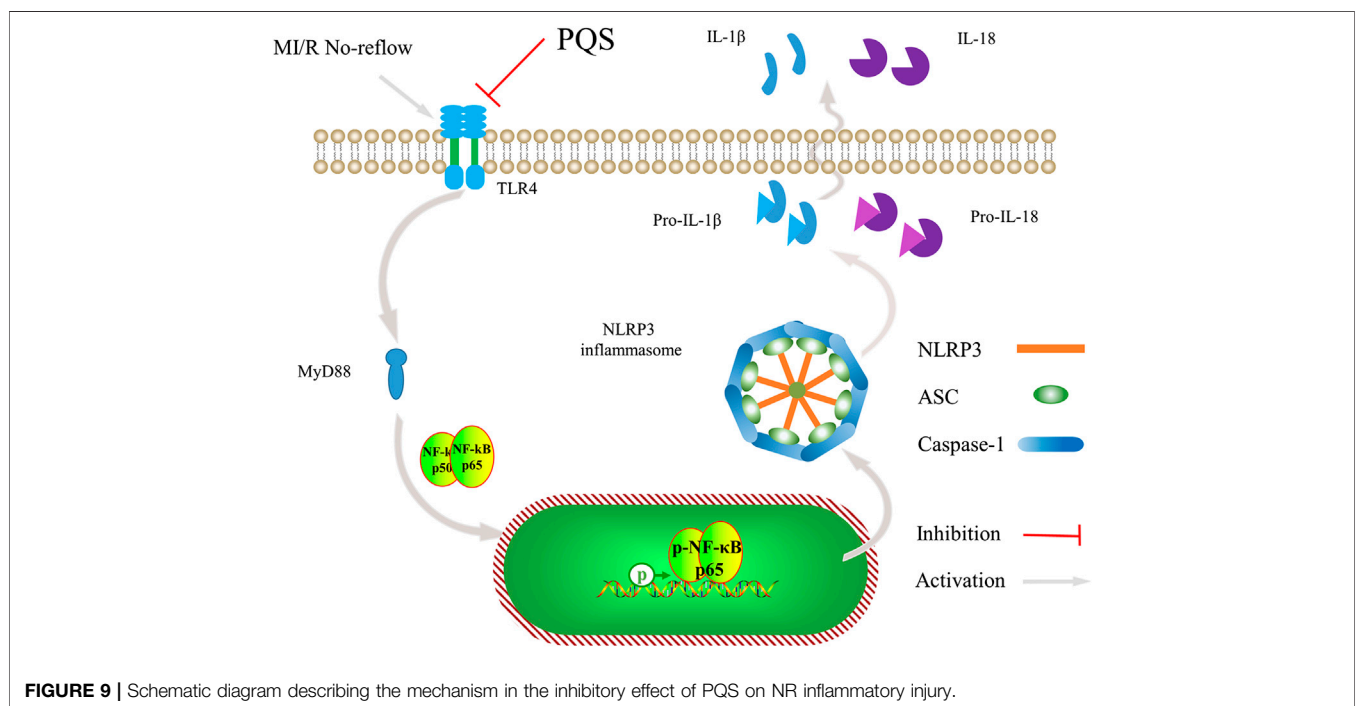 MI/R No-reflow
PQS
IL-1β
IL-18
TLR4
Pro-IL-1β
Pro-IL-18
NLRP3
inflammasome
MyD88
NF-k
p50
NF-kB
p65
NLRP3
ASC
Caspase-1
p-NF-κB
p65
p
Inhibition
Activation
FIGURE 9 | Schematic diagram describing the mechanism in the inhibitory effect of PQS on NR inflammatory injury.